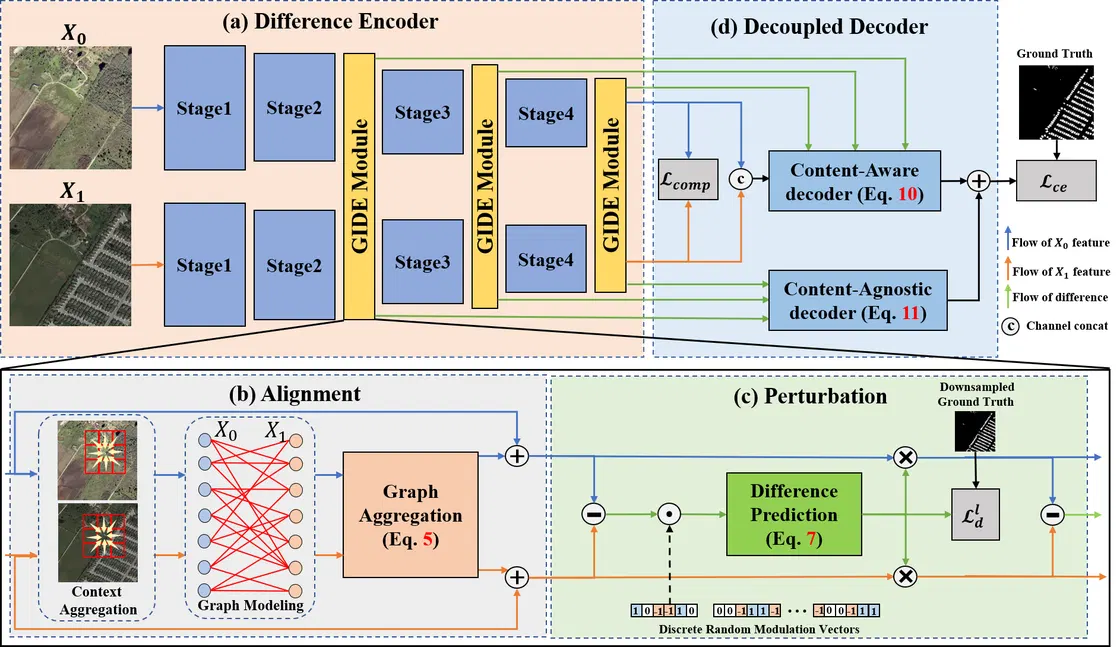 (a) Difference Encoder
X₀
Stage1
Stage2
GIDE Module
Stage3
GIDE Module
Stage4
GIDE Module
X₁
Stage1
Stage2
Stage3
Stage4
(d) Decoupled Decoder
ℒcomp
c
Content-Aware
decoder (Eq. 10)
Content-Agnostic
decoder (Eq. 11)
Ground Truth
ℒce
Flow of X₀ feature
Flow of X₁ feature
Flow of difference
c Channel concat
(b) Alignment
Context
Aggregation
X₀ X₁
Graph Modeling
Graph
Aggregation
(Eq. 5)
(c) Perturbation
Difference
Prediction
(Eq. 7)
Downsampled
Ground Truth
ℒdˡ
1 0 -1 -1 1 0 0 0 -1 1 1 -1 ··· -1 0 0 -1 1 1
Discrete Random Modulation Vectors